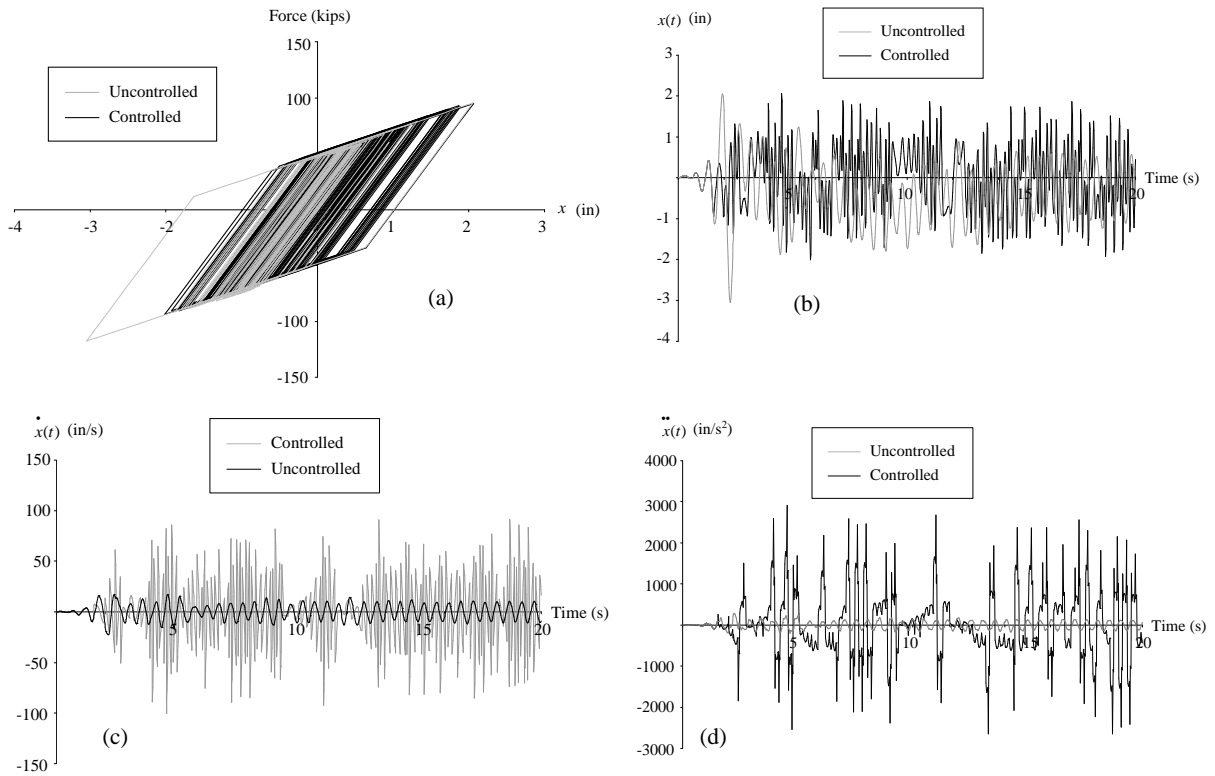 Force (kips)
150
100
-100
-150
-4
-3
-2
2
3
x (in)
Uncontrolled
Controlled
(a)
x(t) (in)
Uncontrolled
Controlled
3
2
1
0
-1
-2
-3
-4
5
10
15
20
Time (s)
(b)
ẋ(t) (in/s)
Controlled
Uncontrolled
150
100
50
0
-50
-100
-150
5
10
15
20
Time (s)
(c)
ẍ(t) (in/s²)
Uncontrolled
Controlled
4000
3000
2000
1000
0
-1000
-2000
-3000
5
10
15
20
Time (s)
(d)